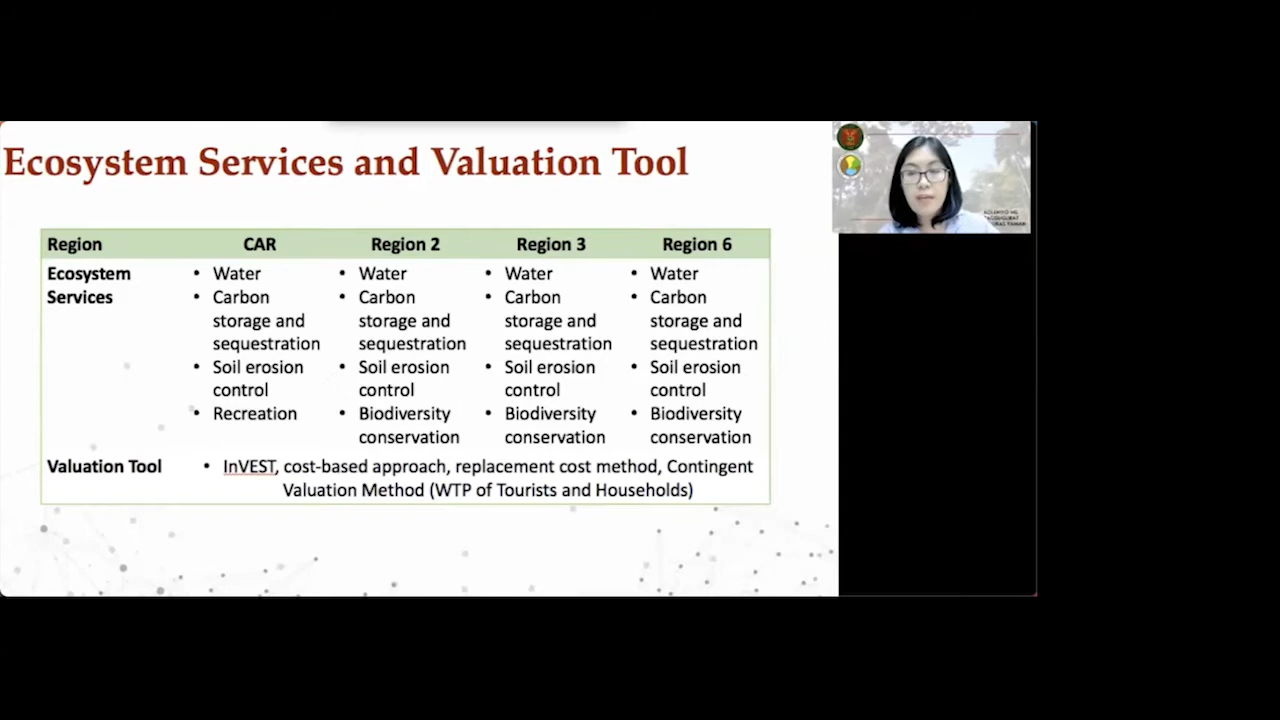 Ecosystem Services and Valuation Tool
Region CAR Region 2 Region 3 Region 6
Ecosystem • Water • Water • Water • Water
Services • Carbon • Carbon • Carbon • Carbon
storage and storage and storage and storage and
sequestration sequestration sequestration sequestration
• Soil erosion • Soil erosion • Soil erosion • Soil erosion
control control control control
• Recreation • Biodiversity • Biodiversity • Biodiversity
conservation conservation conservation
Valuation Tool • InVEST, cost-based approach, replacement cost method, Contingent
Valuation Method (WTP of Tourists and Households)